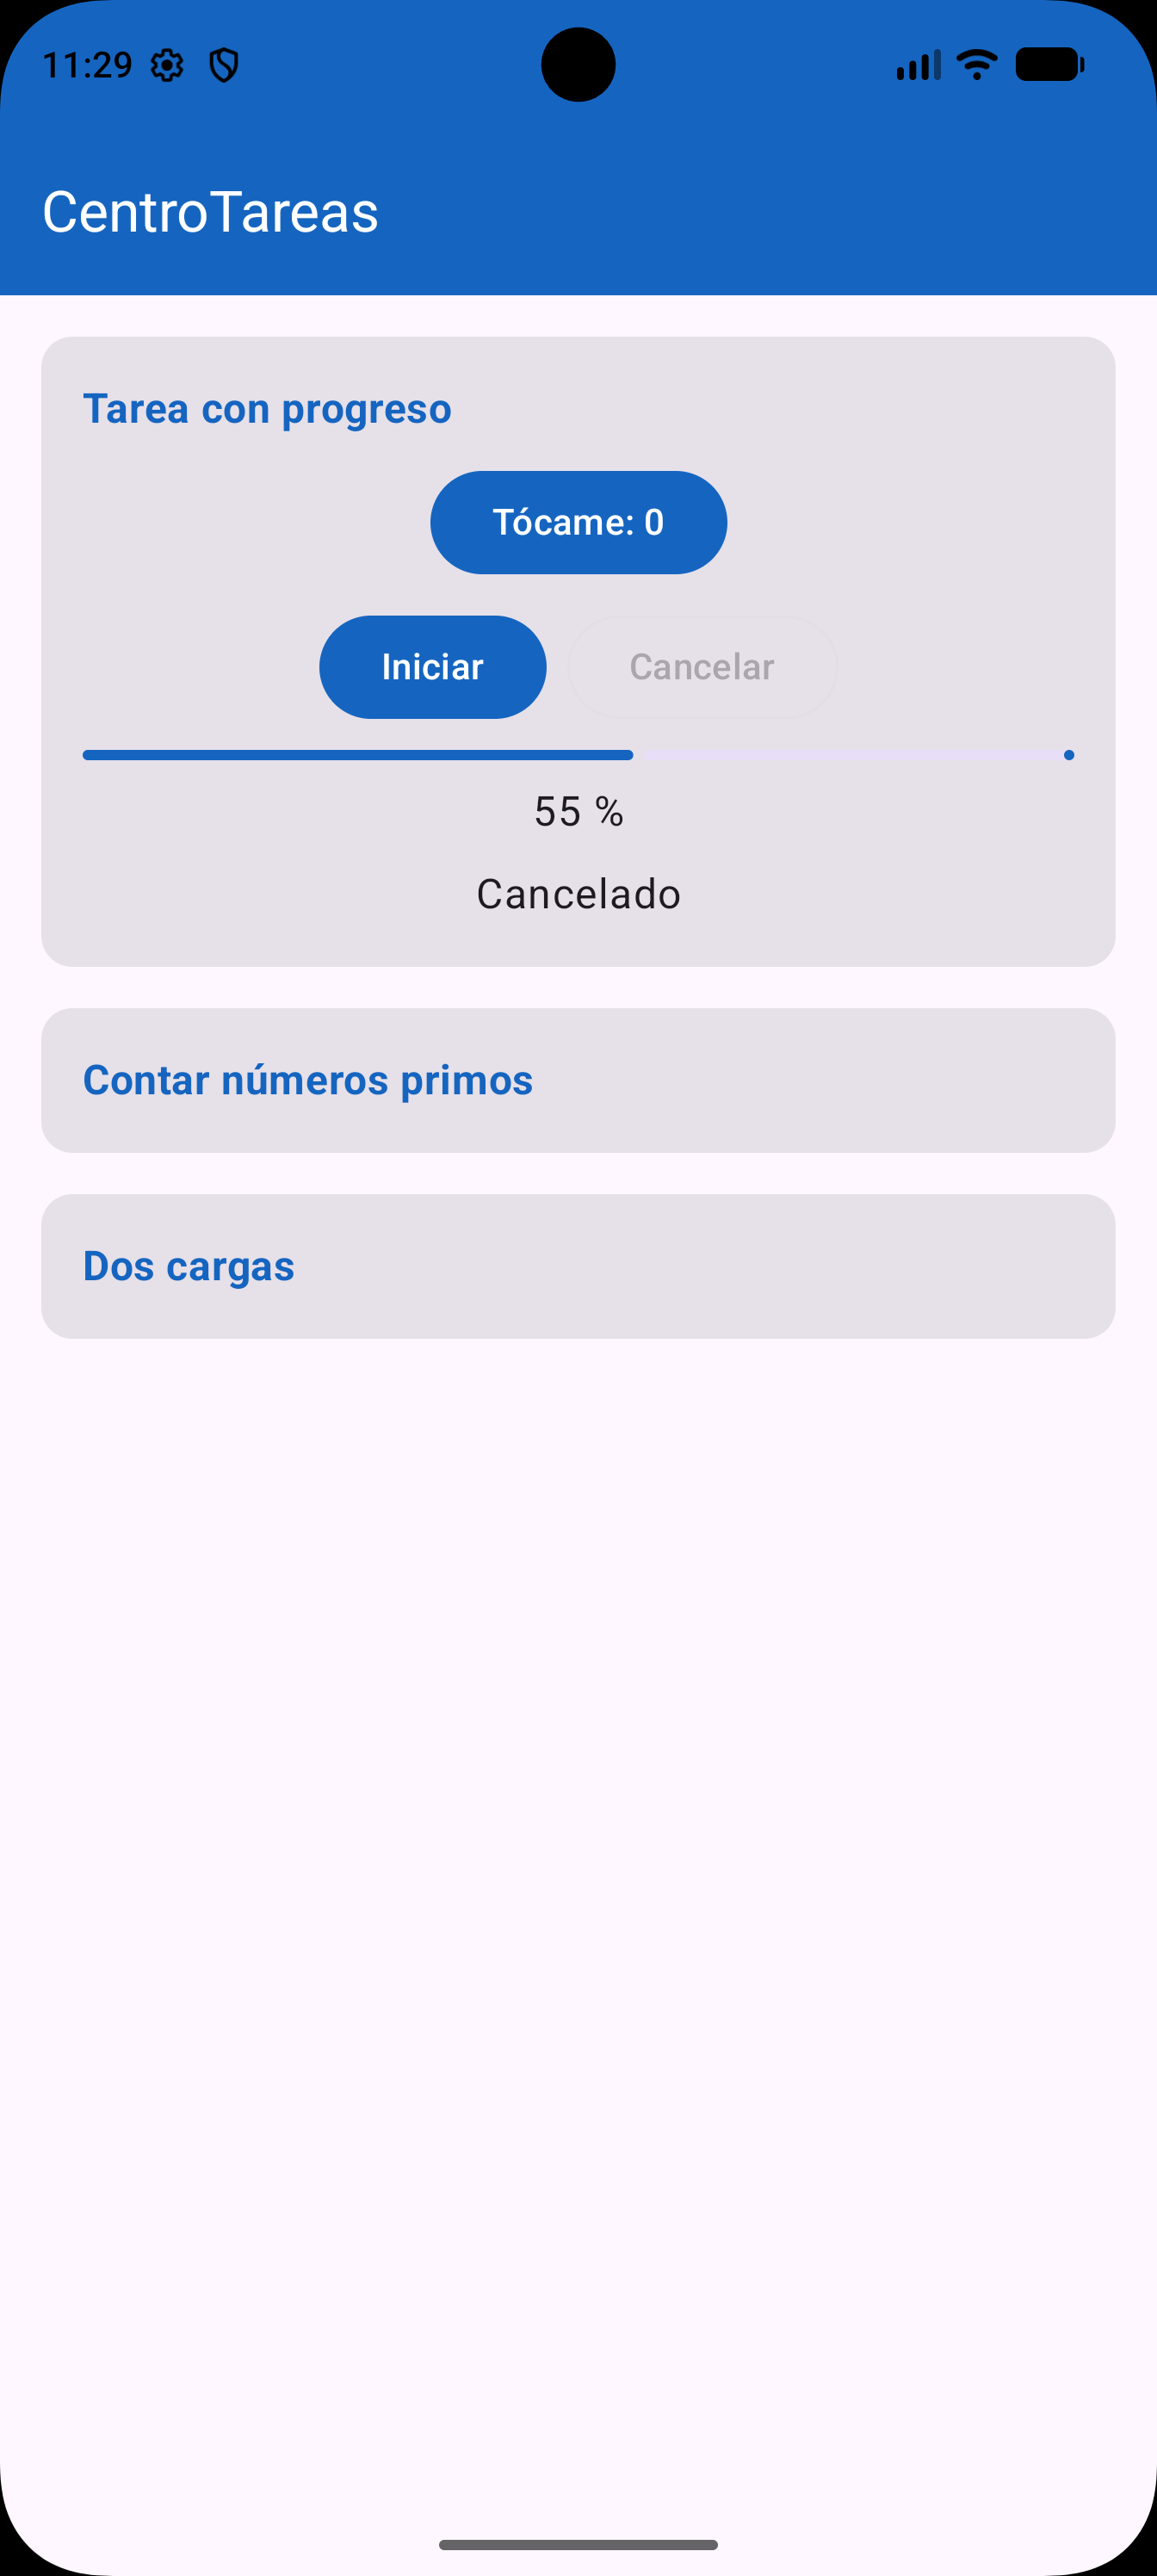 11:29
CentroTareas
Tarea con progreso
Tócame: 0
Iniciar Cancelar
55 %
Cancelado
Contar números primos
Dos cargas